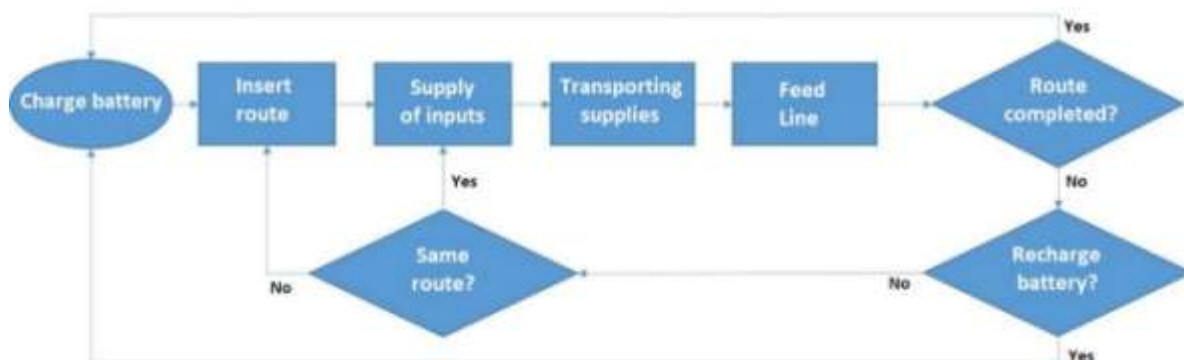 Yes
Charge battery
Insert
route
Supply
of inputs
Transporting
supplies
Feed
Line
Route
completed?
Yes
No
Same
route?
No
Recharge
battery?
No
Yes